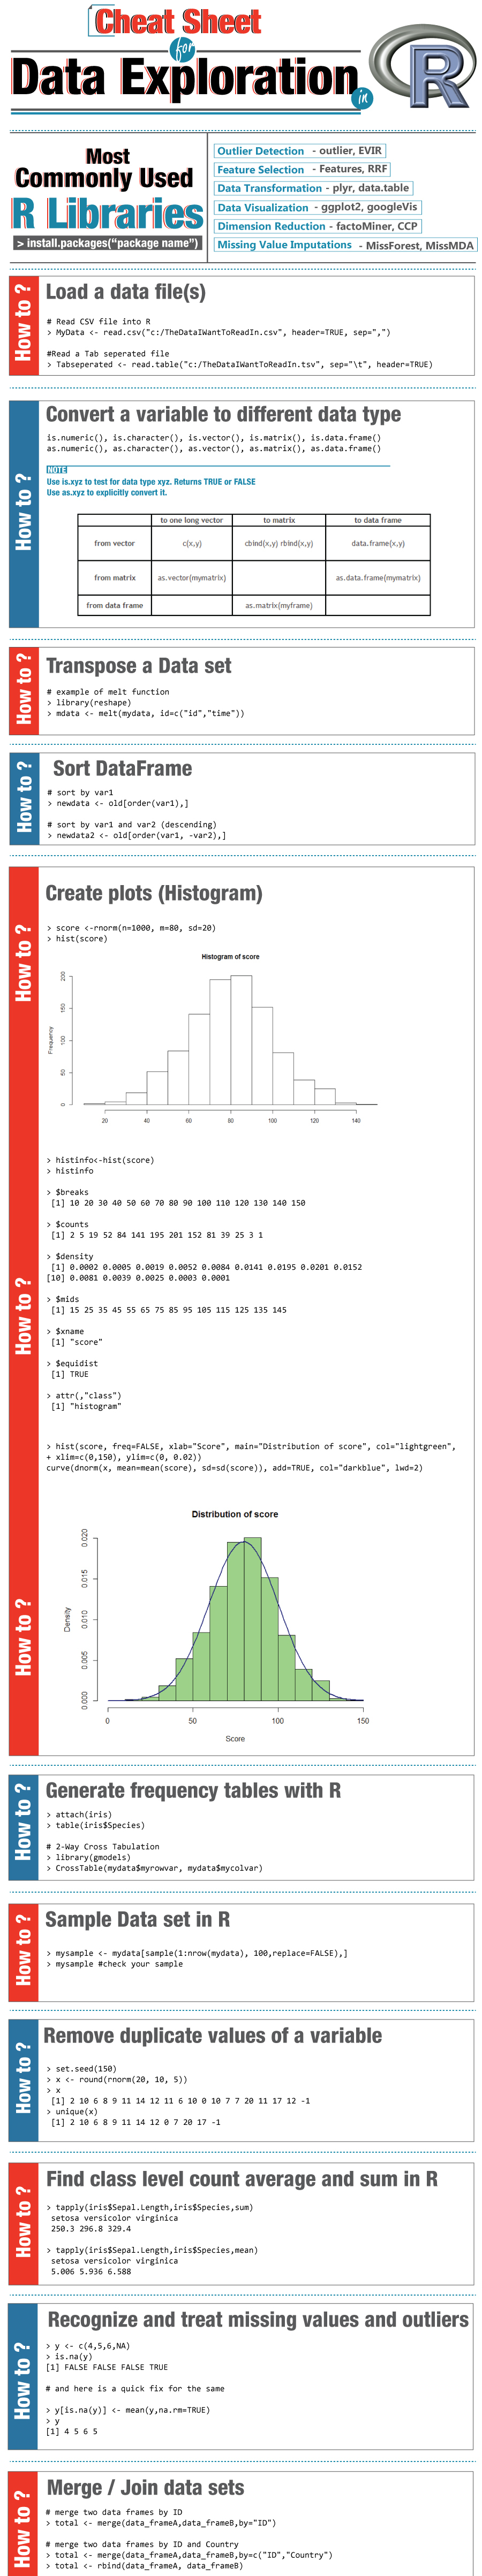 Cheat Sheet
for
Data Exploration
in
R
Most
Commonly Used
R Libraries
> install.packages(“package name”)
Outlier Detection - outlier, EVIR
Feature Selection - Features, RRF
Data Transformation - plyr, data.table
Data Visualization - ggplot2, googleVis
Dimension Reduction - factoMiner, CCP
Missing Value Imputations - MissForest, MissMDA
How to ?
Load a data file(s)
# Read CSV file into R
> MyData <- read.csv("c:/TheDataIWantToReadIn.csv", header=TRUE, sep=",")
#Read a Tab seperated file
> Tabseperated <- read.table("c:/TheDataIWantToReadIn.tsv", sep="\t", header=TRUE)
How to ?
Convert a variable to different data type
is.numeric(), is.character(), is.vector(), is.matrix(), is.data.frame()
as.numeric(), as.character(), as.vector(), as.matrix(), as.data.frame)
NOTE
Use is.xyz to test for data type xyz. Returns TRUE or FALSE
Use as.xyz to explicitly convert it.
to one long vector to matrix to data frame
from vector c(x,y) cbind(x,y) rbind(x,y) data.frame(x,y)
from matrix as.vector(mymatrix) as.data.frame(mymatrix)
from data frame as.matrix(myframe)
How to ?
Transpose a Data set
# example of melt function
> library(reshape)
> mdata <- melt(mydata, id=c("id","time"))
How to ?
Sort DataFrame
# sort by var1
> newdata <- old[order(var1),]
# sort by var1 and var2 (descending)
> newdata2 <- old[order(var1, -var2),]
How to ?
Create plots (Histogram)
> score <-rnorm(n=1000, m=80, sd=20)
> hist(score)
Histogram of score
Frequency
200
150
100
50
0
20 40 60 80 100 120 140
> histinfo<-hist(score)
> histinfo
> $breaks
[1] 10 20 30 40 50 60 70 80 90 100 110 120 130 140 150
> $counts
[1] 2 5 19 52 84 141 195 201 152 81 39 25 3 1
> $density
[1] 0.0002 0.0005 0.0019 0.0052 0.0084 0.0141 0.0195 0.0201 0.0152
[10] 0.0081 0.0039 0.0025 0.0003 0.0001
How to ?
> $mids
[1] 15 25 35 45 55 65 75 85 95 105 115 125 135 145
> $xname
[1] "score"
> $equidist
[1] TRUE
> attr(,"class")
[1] "histogram"
> hist(score, freq=FALSE, xlab="Score", main="Distribution of score", col="lightgreen",
+ xlim=c(0,150), ylim=c(0, 0.02))
curve(dnorm(x, mean=mean(score), sd=sd(score)), add=TRUE, col="darkblue", lwd=2)
Distribution of score
How to ?
Density
0.020
0.015
0.010
0.005
0.000
0 50 100 150
Score
How to ?
Generate frequency tables with R
> attach(iris)
> table(iris$Species)
# 2-Way Cross Tabulation
> library(gmodels)
> CrossTable(mydata$myrowvar, mydata$mycolvar)
How to ?
Sample Data set in R
> mysample <- mydata[sample(1:nrow(mydata), 100,replace=FALSE),]
> mysample #check your sample
How to ?
Remove duplicate values of a variable
> set.seed(150)
> x <- round(rnorm(20, 10, 5))
> x
[1] 2 10 6 8 9 11 14 12 11 6 10 0 10 7 7 20 11 17 12 -1
> unique(x)
[1] 2 10 6 8 9 11 14 12 0 7 20 17 -1
How to ?
Find class level count average and sum in R
> tapply(iris$Sepal.Length,iris$Species,sum)
setosa versicolor virginica
250.3 296.8 329.4
> tapply(iris$Sepal.Length,iris$Species,mean)
setosa versicolor virginica
5.006 5.936 6.588
How to ?
Recognize and treat missing values and outliers
> y <- c(4,5,6,NA)
> is.na(y)
[1] FALSE FALSE FALSE TRUE
# and here is a quick fix for the same
> y[is.na(y)] <- mean(y,na.rm=TRUE)
> y
[1] 4 5 6 5
How to ?
Merge / Join data sets
# merge two data frames by ID
> total <- merge(data_frameA,data_frameB,by="ID")
# merge two data frames by ID and Country
> total <- merge(data_frameA,data_frameB,by=c("ID","Country")
> total <- rbind(data_frameA, data_frameB)